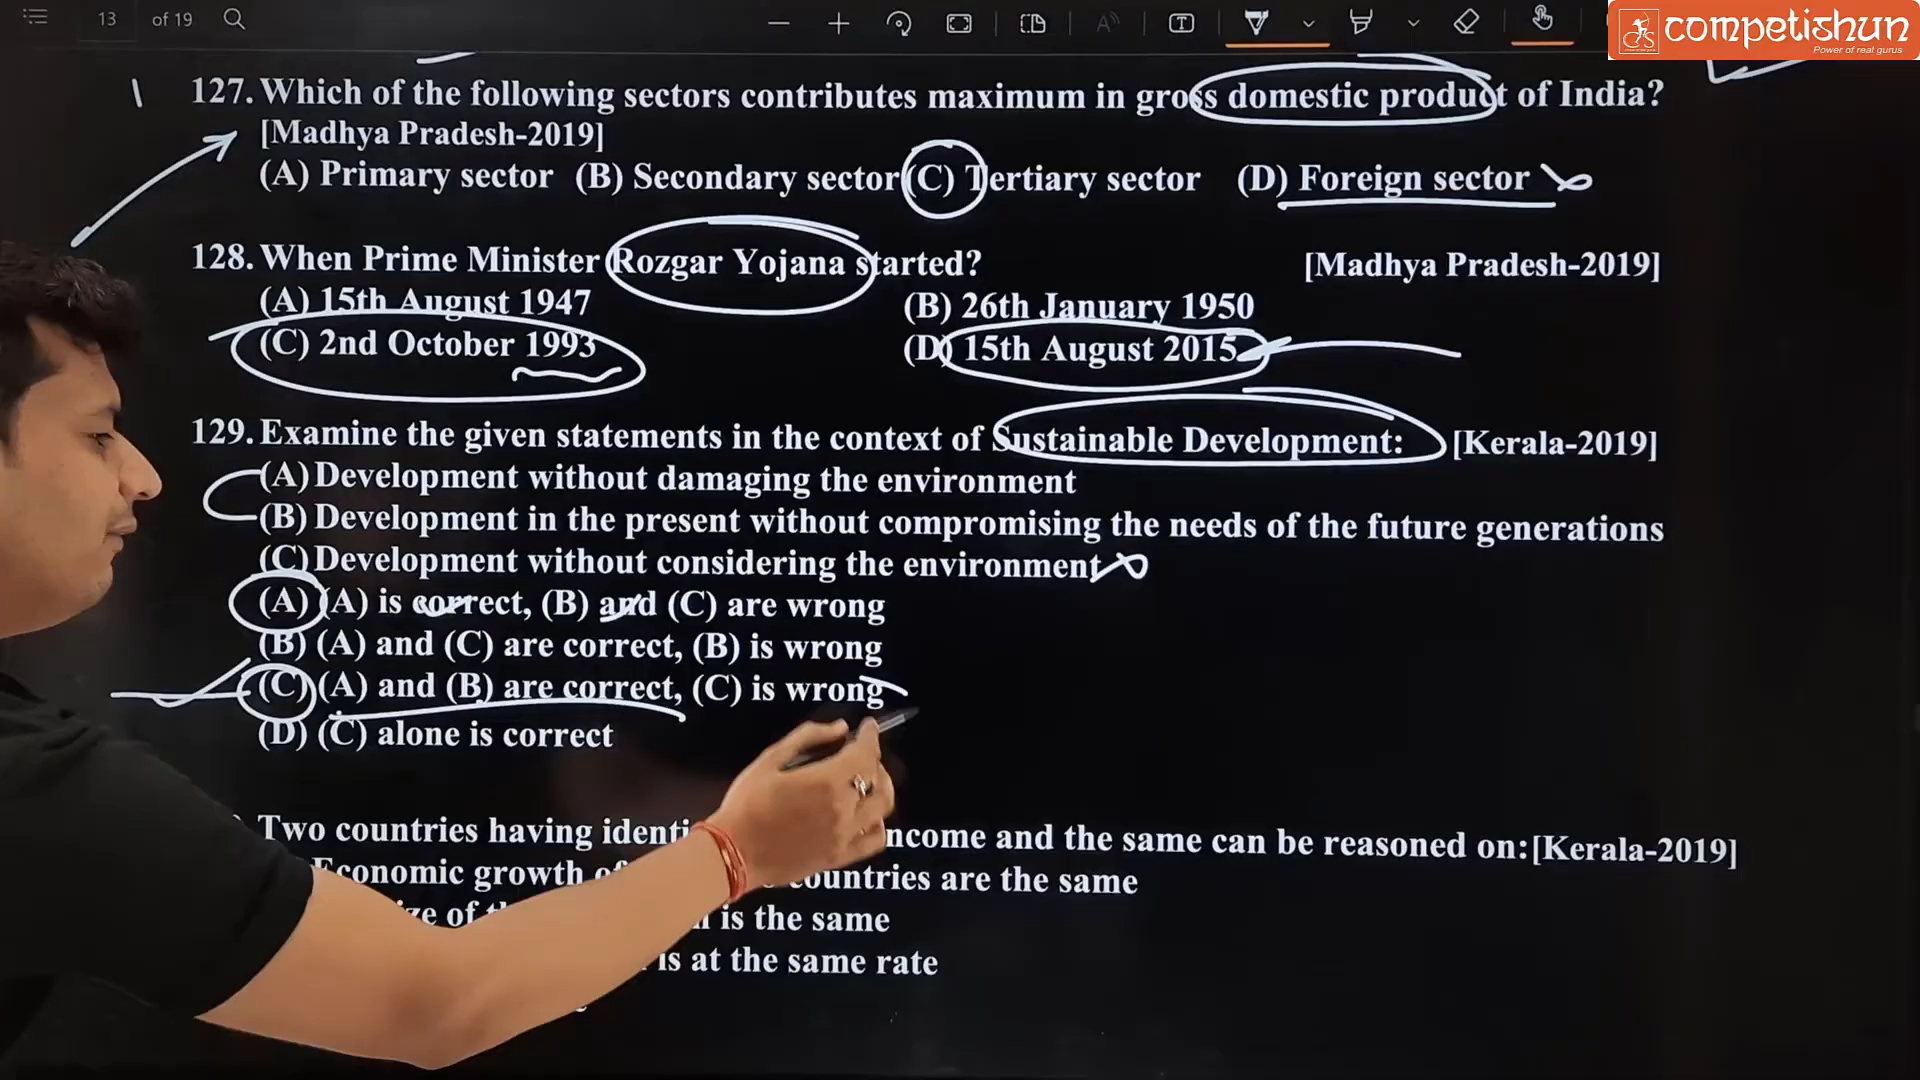 13 of 19
competishun
Power of real gurus
127. Which of the following sectors contributes maximum in gross domestic product of India?
[Madhya Pradesh-2019]
(A) Primary sector (B) Secondary sector (C) Tertiary sector (D) Foreign sector
128. When Prime Minister Rozgar Yojana started? [Madhya Pradesh-2019]
(A) 15th August 1947 (B) 26th January 1950
(C) 2nd October 1993 (D) 15th August 2015
129. Examine the given statements in the context of Sustainable Development: [Kerala-2019]
(A) Development without damaging the environment
(B) Development in the present without compromising the needs of the future generations
(C) Development without considering the environment
(A) (A) is correct, (B) and (C) are wrong
(B) (A) and (C) are correct, (B) is wrong
(C) (A) and (B) are correct, (C) is wrong
(D) (C) alone is correct
Two countries having income and the same can be reasoned on: [Kerala-2019]
Economic growth countries are the same
of is the same
is at the same rate